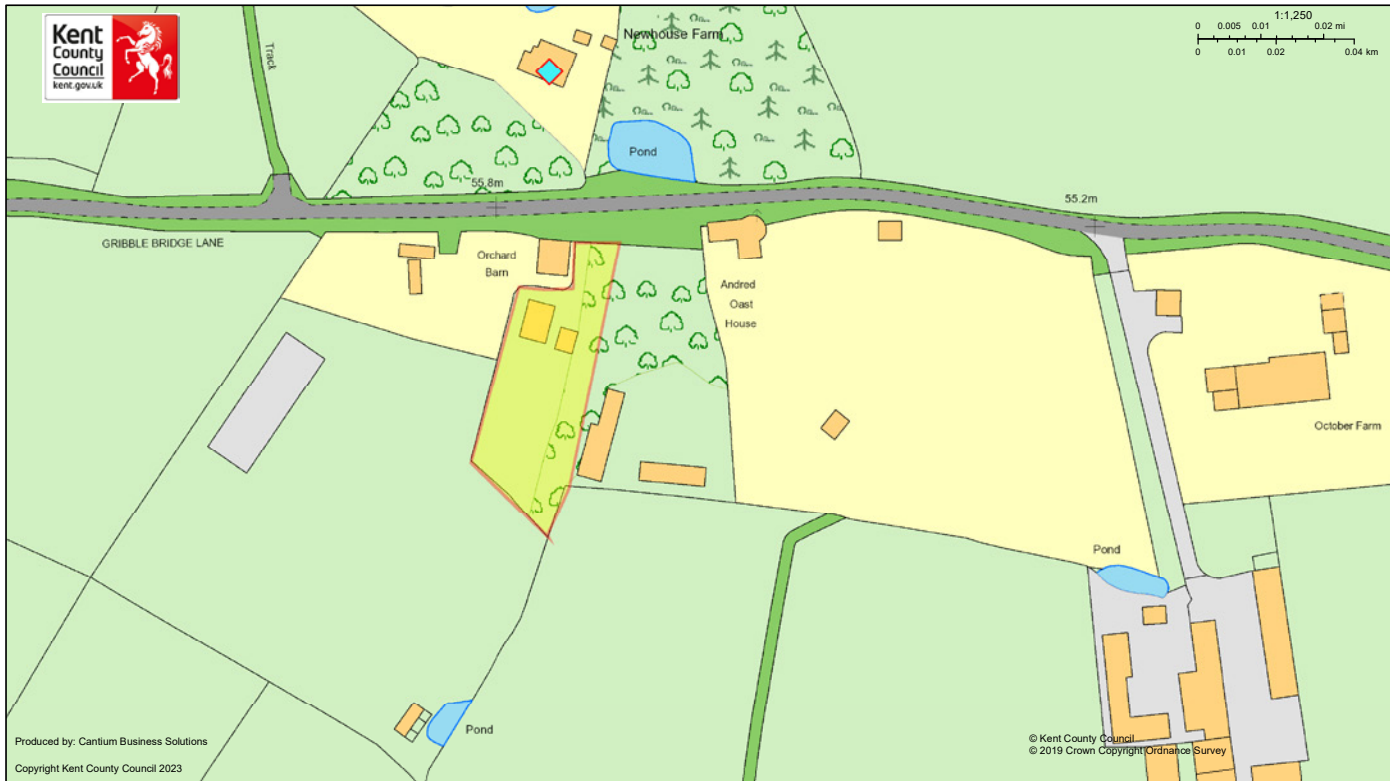 Kent
County
Council
kent.gov.uk
1:1,250
0 0.005 0.01 0.02 mi
0 0.01 0.02 0.04 km
Track
Newhouse Farm
Pond
55.8m
55.2m
GRIBBLE BRIDGE LANE
Orchard
Barn
Andred
Oast
House
October Farm
Pond
Pond
Produced by: Cantium Business Solutions
Copyright Kent County Council 2023
© Kent County Council
© 2019 Crown Copyright Ordnance Survey